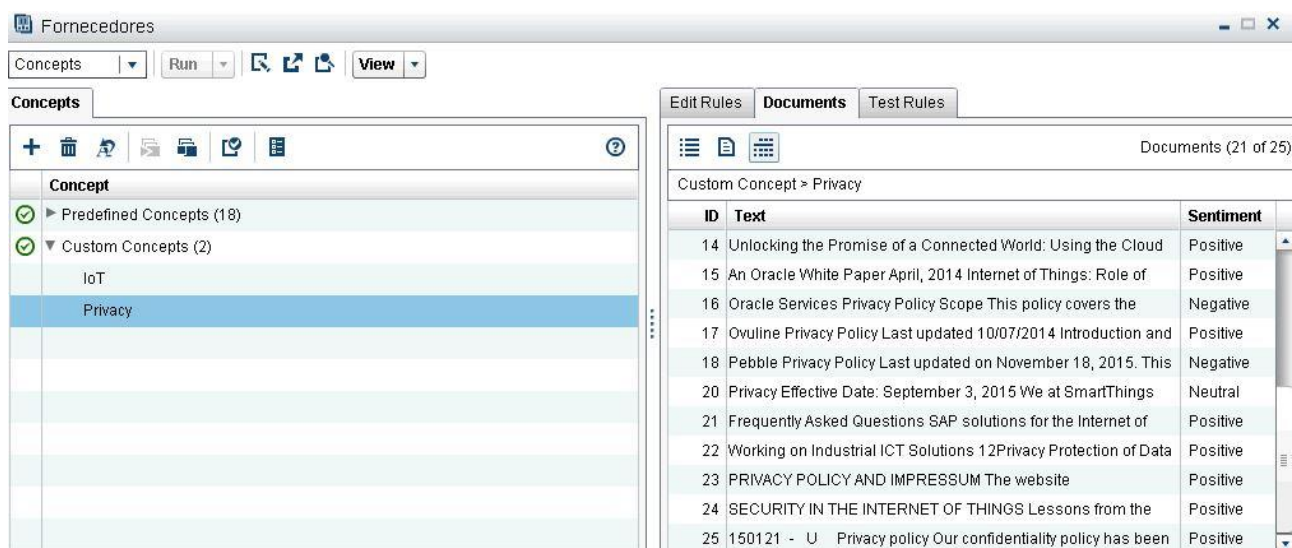 Fornecedores
Concepts Run View
Concepts Edit Rules Documents Test Rules
Documents (21 of 25)
Concept Custom Concept > Privacy
Predefined Concepts (18) ID Text Sentiment
Custom Concepts (2) 14 Unlocking the Promise of a Connected World: Using the Cloud Positive
IoT 15 An Oracle White Paper April, 2014 Internet of Things: Role of Positive
Privacy 16 Oracle Services Privacy Policy Scope This policy covers the Negative
17 Ovuline Privacy Policy Last updated 10/07/2014 Introduction and Positive
18 Pebble Privacy Policy Last updated on November 18, 2015. This Negative
20 Privacy Effective Date: September 3, 2015 We at SmartThings Neutral
21 Frequently Asked Questions SAP solutions for the Internet of Positive
22 Working on Industrial ICT Solutions 12Privacy Protection of Data Positive
23 PRIVACY POLICY AND IMPRESSUM The website Positive
24 SECURITY IN THE INTERNET OF THINGS Lessons from the Positive
25 150121 - U Privacy policy Our confidentiality policy has been Positive